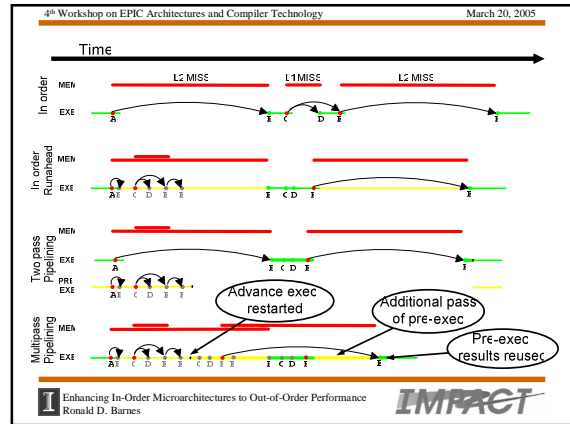 4th Workshop on EPIC Architectures and Compiler Technology
March 20, 2005
Time
In order
MEM
L2 MISS
L1 MISS
L2 MISS
EXE
A
C
D
In order
Runahead
MEM
EXE
A
C
D
C
D
Two pass
Pipelining
MEM
EXE
A
C
D
PRE
EXE
A
C
D
Advance exec
restarted
Additional pass
of pre-exec
Multipass
Pipelining
MEM
EXE
A
C
D
C
D
C
D
Pre-exec
results reused
I
Enhancing In-Order Microarchitectures to Out-of-Order Performance
Ronald D. Barnes
IMPACT